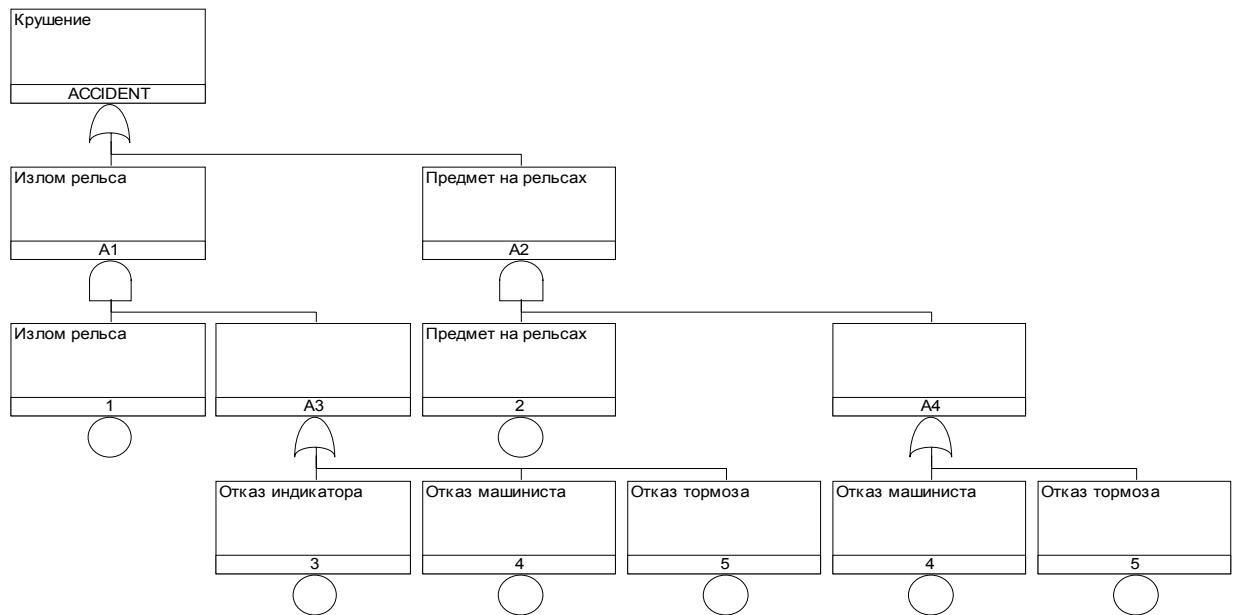 Крушение
ACCIDENT
Излом рельса
A1
Предмет на рельсах
A2
Излом рельса
1
A3
Предмет на рельсах
2
A4
Отказ индикатора
3
Отказ машиниста
4
Отказ тормоза
5
Отказ машиниста
4
Отказ тормоза
5